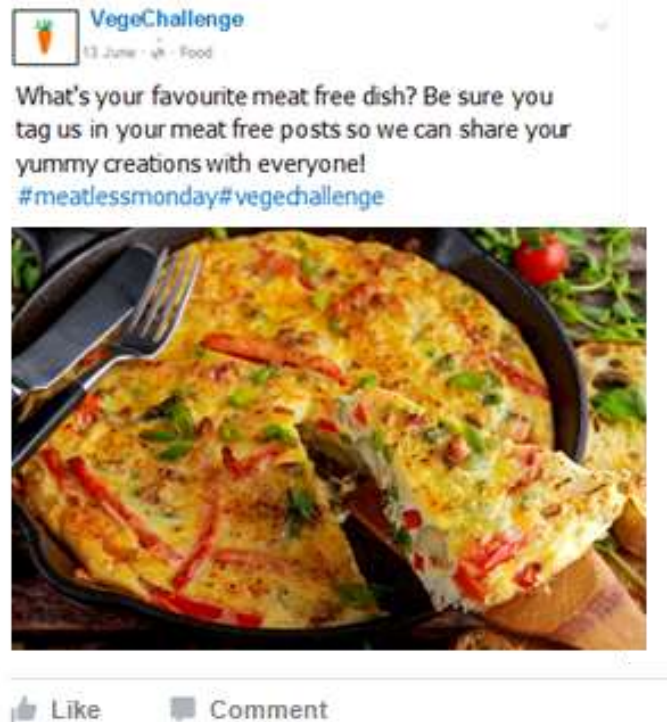 VegeChallenge
13 June · · Food
What's your favourite meat free dish? Be sure you
tag us in your meat free posts so we can share your
yummy creations with everyone!
#meatlessmonday#vegechallenge
Like Comment